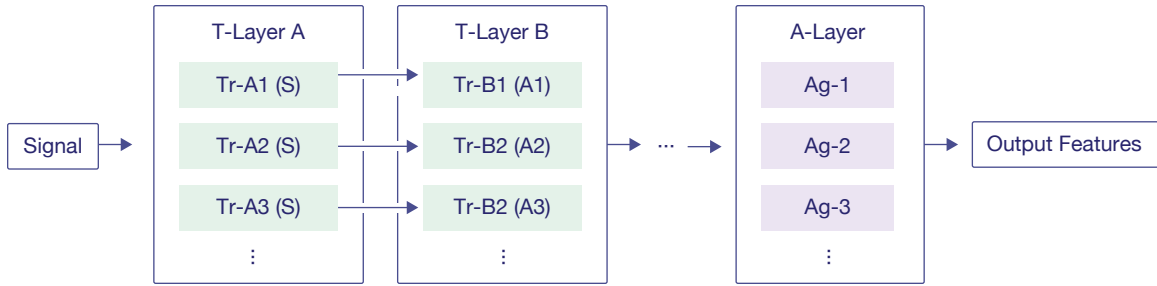 Signal
T-Layer A
Tr-A1 (S)
Tr-A2 (S)
Tr-A3 (S)
⋮
T-Layer B
Tr-B1 (A1)
Tr-B2 (A2)
Tr-B2 (A3)
⋮
...
A-Layer
Ag-1
Ag-2
Ag-3
⋮
Output Features